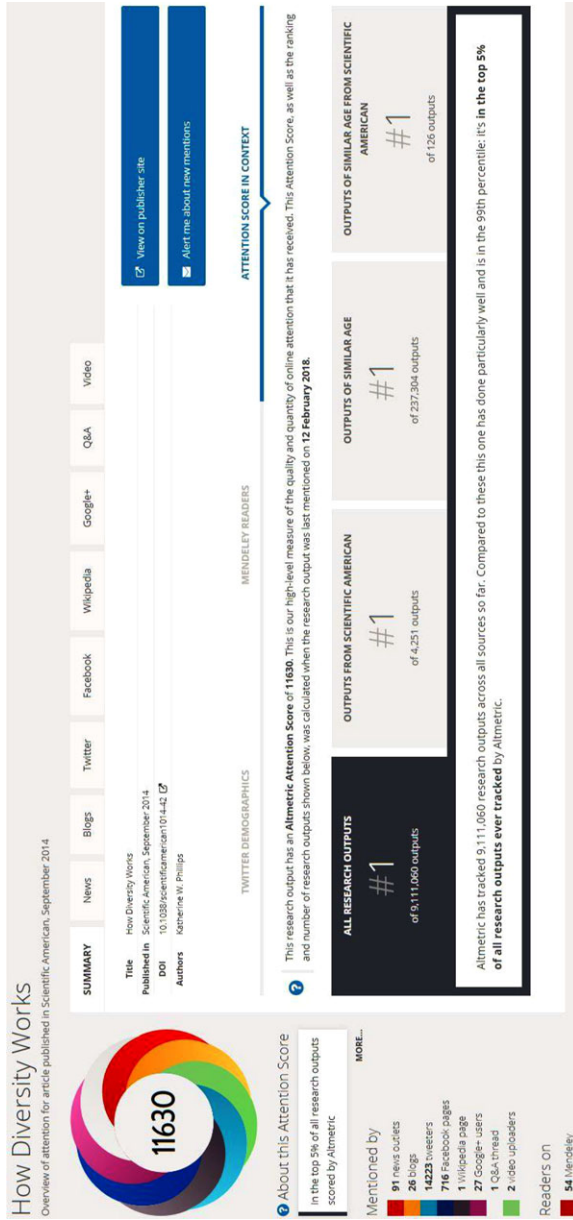 How Diversity Works
Overview of attention for article published in Scientific American, September 2014
11630
About this Attention Score
In the top 5% of all research outputs
scored by Altmetric
MORE...
Mentioned by
91 news outlets
26 blogs
14223 tweeters
716 Facebook pages
1 Wikipedia page
27 Google+ users
1 Q&A thread
2 video uploaders
Readers on
54 Mendeley
SUMMARY News Blogs Twitter Facebook Wikipedia Google+ Q&A Video
Title How Diversity Works
Published in Scientific American, September 2014
DOI 10.1038/scientificamerican1014-42
Authors Katherine W. Phillips
View on publisher site
Alert me about new mentions
TWITTER DEMOGRAPHICS MENDELEY READERS ATTENTION SCORE IN CONTEXT
This research output has an Altmetric Attention Score of 11630. This is our high-level measure of the quality and quantity of online attention that it has received. This Attention Score, as well as the ranking
and number of research outputs shown below, was calculated when the research output was last mentioned on 12 February 2018.
ALL RESEARCH OUTPUTS
#1
of 9,111,060 outputs
OUTPUTS FROM SCIENTIFIC AMERICAN
#1
of 4,251 outputs
OUTPUTS OF SIMILAR AGE
#1
of 237,304 outputs
OUTPUTS OF SIMILAR AGE FROM SCIENTIFIC
AMERICAN
#1
of 126 outputs
Altmetric has tracked 9,111,060 research outputs across all sources so far. Compared to these this one has done particularly well and is in the 99th percentile: it's in the top 5%
of all research outputs ever tracked by Altmetric.